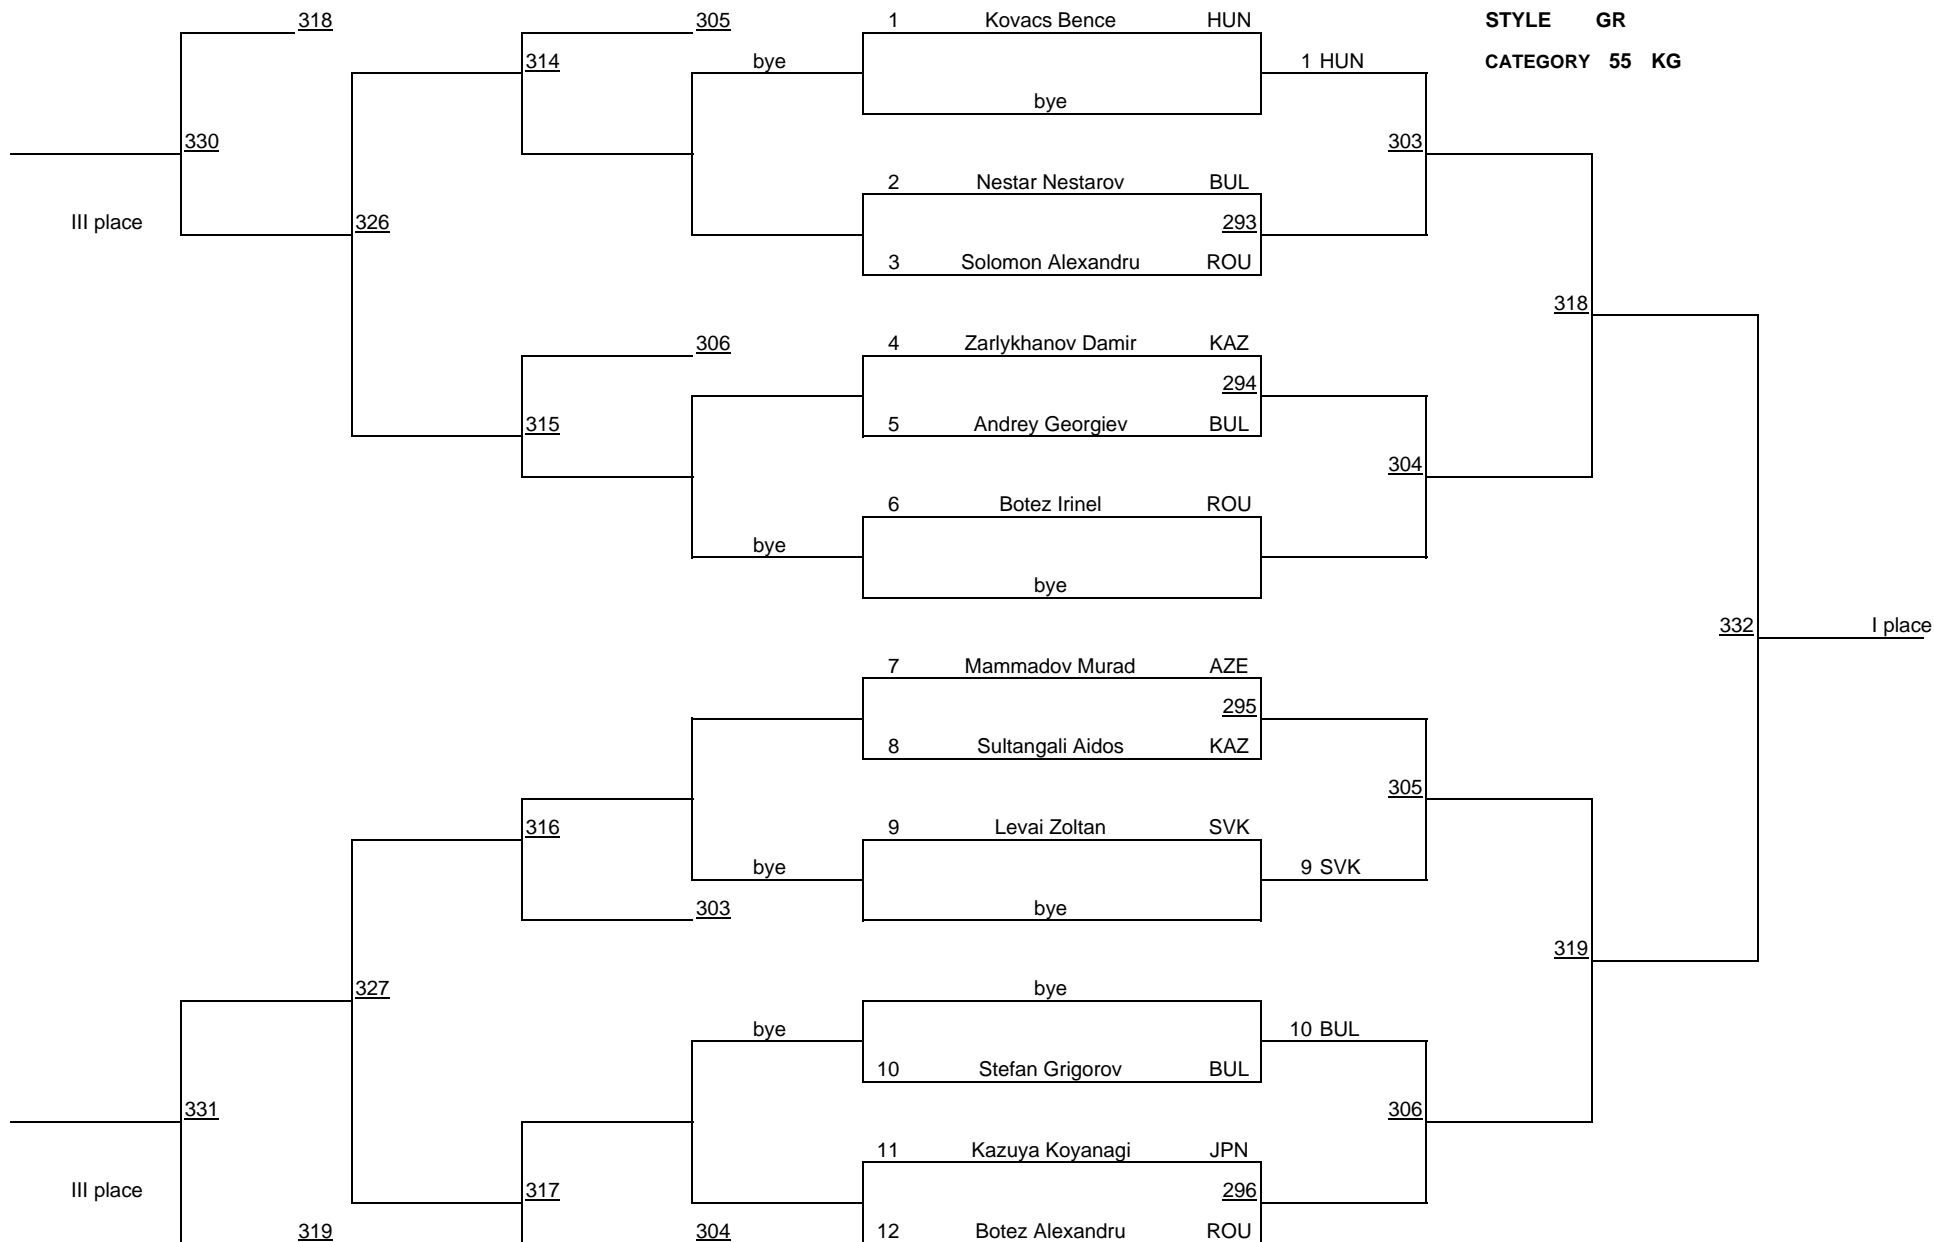 318 305 1 Kovacs Bence HUN STYLE GR
314 bye 1 HUN CATEGORY 55 KG
bye
330 303
2 Nestar Nestarov BUL
III place 326 293
3 Solomon Alexandru ROU
318
306 4 Zarlykhanov Damir KAZ
294
315 5 Andrey Georgiev BUL
304
6 Botez Irinel ROU
bye
bye
332 I place
7 Mammadov Murad AZE
295
8 Sultangali Aidos KAZ
305
316 9 Levai Zoltan SVK
bye 9 SVK
303 bye
319
327 bye
bye 10 BUL
10 Stefan Grigorov BUL
331 306
11 Kazuya Koyanagi JPN
III place 317 296
319 304 12 Botez Alexandru ROU